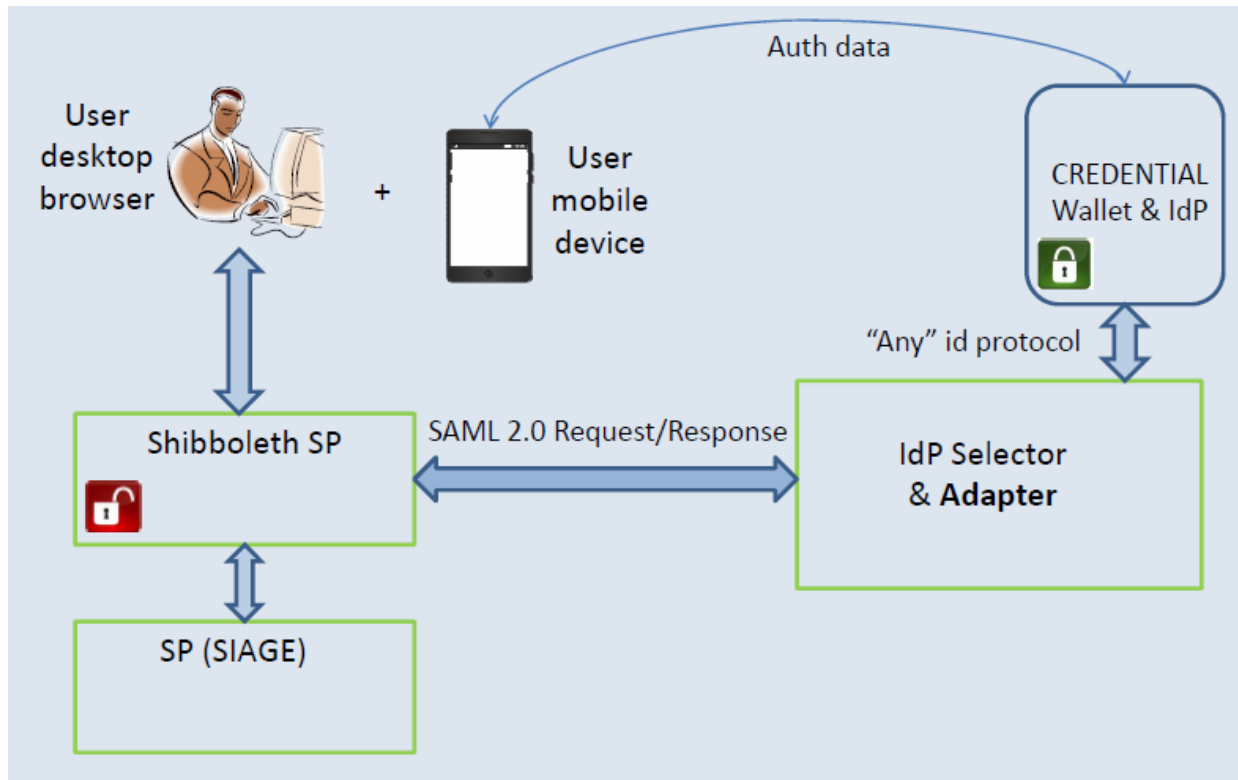 Auth data
User
desktop
browser
+
User
mobile
device
CREDENTIAL
Wallet & IdP
“Any” id protocol
Shibboleth SP
SAML 2.0 Request/Response
IdP Selector
& Adapter
SP (SIAGE)